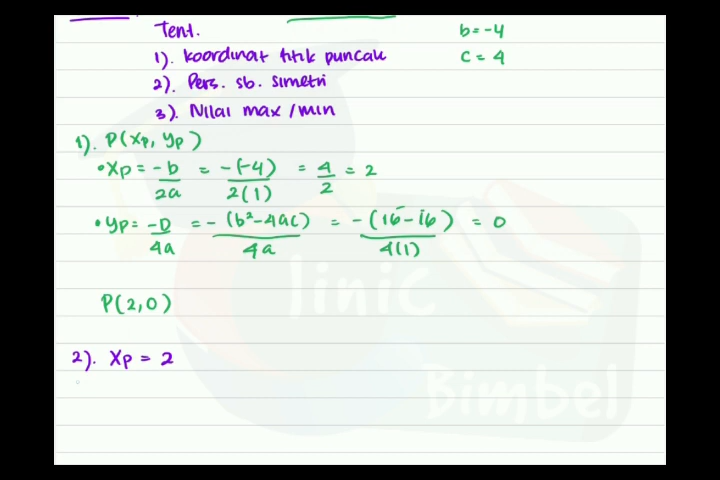 Tent.
b = -4
1). Koordinat titik puncak
c = 4
2). Pers. sb. simetri
3). Nilai max / min
1). P(Xp, Yp)
• Xp = -b/2a = -(-4)/2(1) = 4/2 = 2
• Yp = -D/4a = -(b²-4ac)/4a = -(16-16)/4(1) = 0
P(2,0)
2). Xp = 2
linic
Bimbel